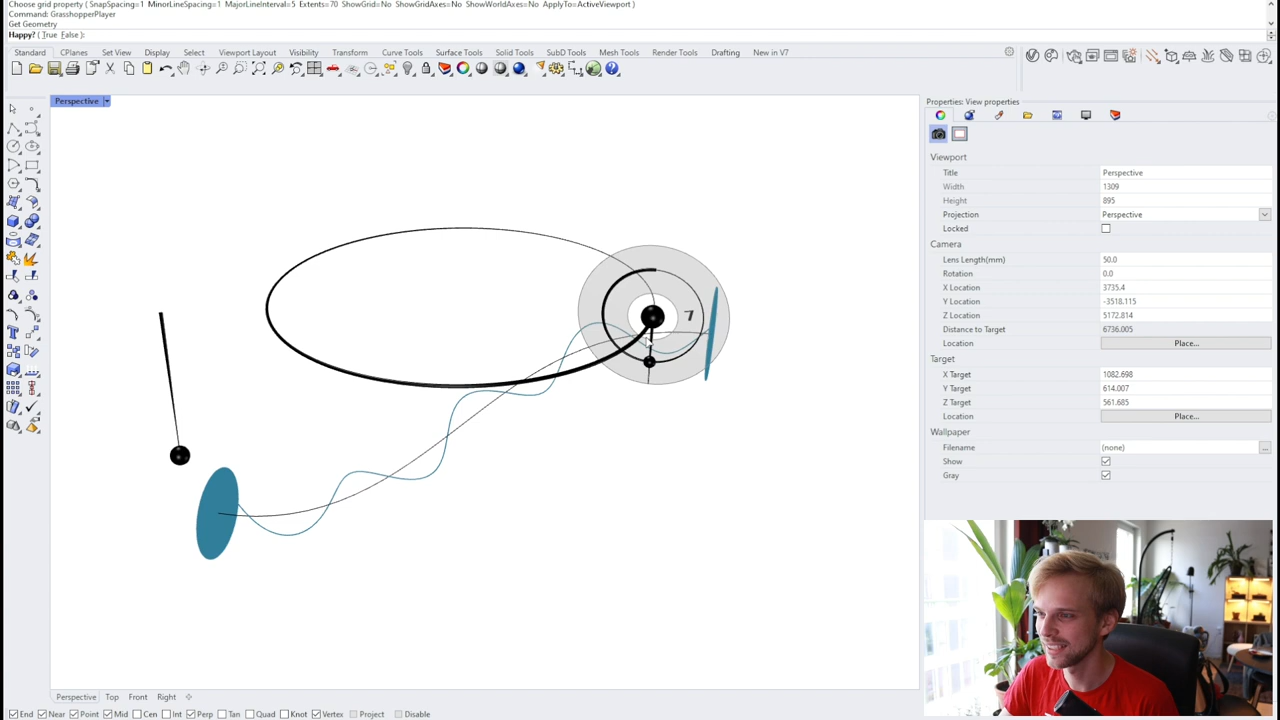 Choose grid property ( SnapSpacing=1 MinorLineSpacing=1 MajorLineInterval=5 Extents=70 ShowGrid=No ShowGridAxes=No ShowWorldAxes=No ApplyTo=ActiveViewport )
Command: GrasshopperPlayer
Get Geometry
Happy? ( True False):
Standard CPlanes Set View Display Select Viewport Layout Visibility Transform Curve Tools Surface Tools Solid Tools SubD Tools Mesh Tools Render Tools Drafting New in V7
Perspective
Properties: View properties
Viewport
Title Perspective
Width 1309
Height 895
Projection Perspective
Locked
Camera
Lens Length(mm) 50.0
Rotation 0.0
X Location 3735.4
Y Location -3518.115
Z Location 5172.814
Distance to Target 6736.005
Location Place...
Target
X Target 1082.698
Y Target 614.007
Z Target 561.685
Location Place...
Wallpaper
Filename (none) ...
Show
Gray
7
Perspective Top Front Right
End Near Point Mid Cen Int Perp Tan Quad Knot Vertex Project Disable